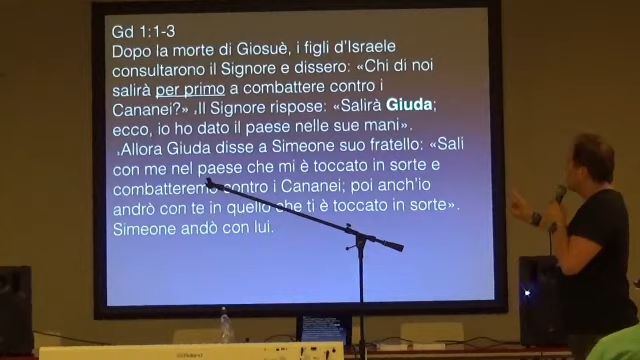 Gd 1:1-3
Dopo la morte di Giosuè, i figli d'Israele
consultarono il Signore e dissero: «Chi di noi
salirà per primo a combattere contro i
Cananei?» ,Il Signore rispose: «Salirà Giuda;
ecco, io ho dato il paese nelle sue mani».
,Allora Giuda disse a Simeone suo fratello: «Sali
con me nel paese che mi è toccato in sorte e
combatteremo contro i Cananei; poi anch'io
andrò con te in quello che ti è toccato in sorte».
Simeone andò con lui.
Roland